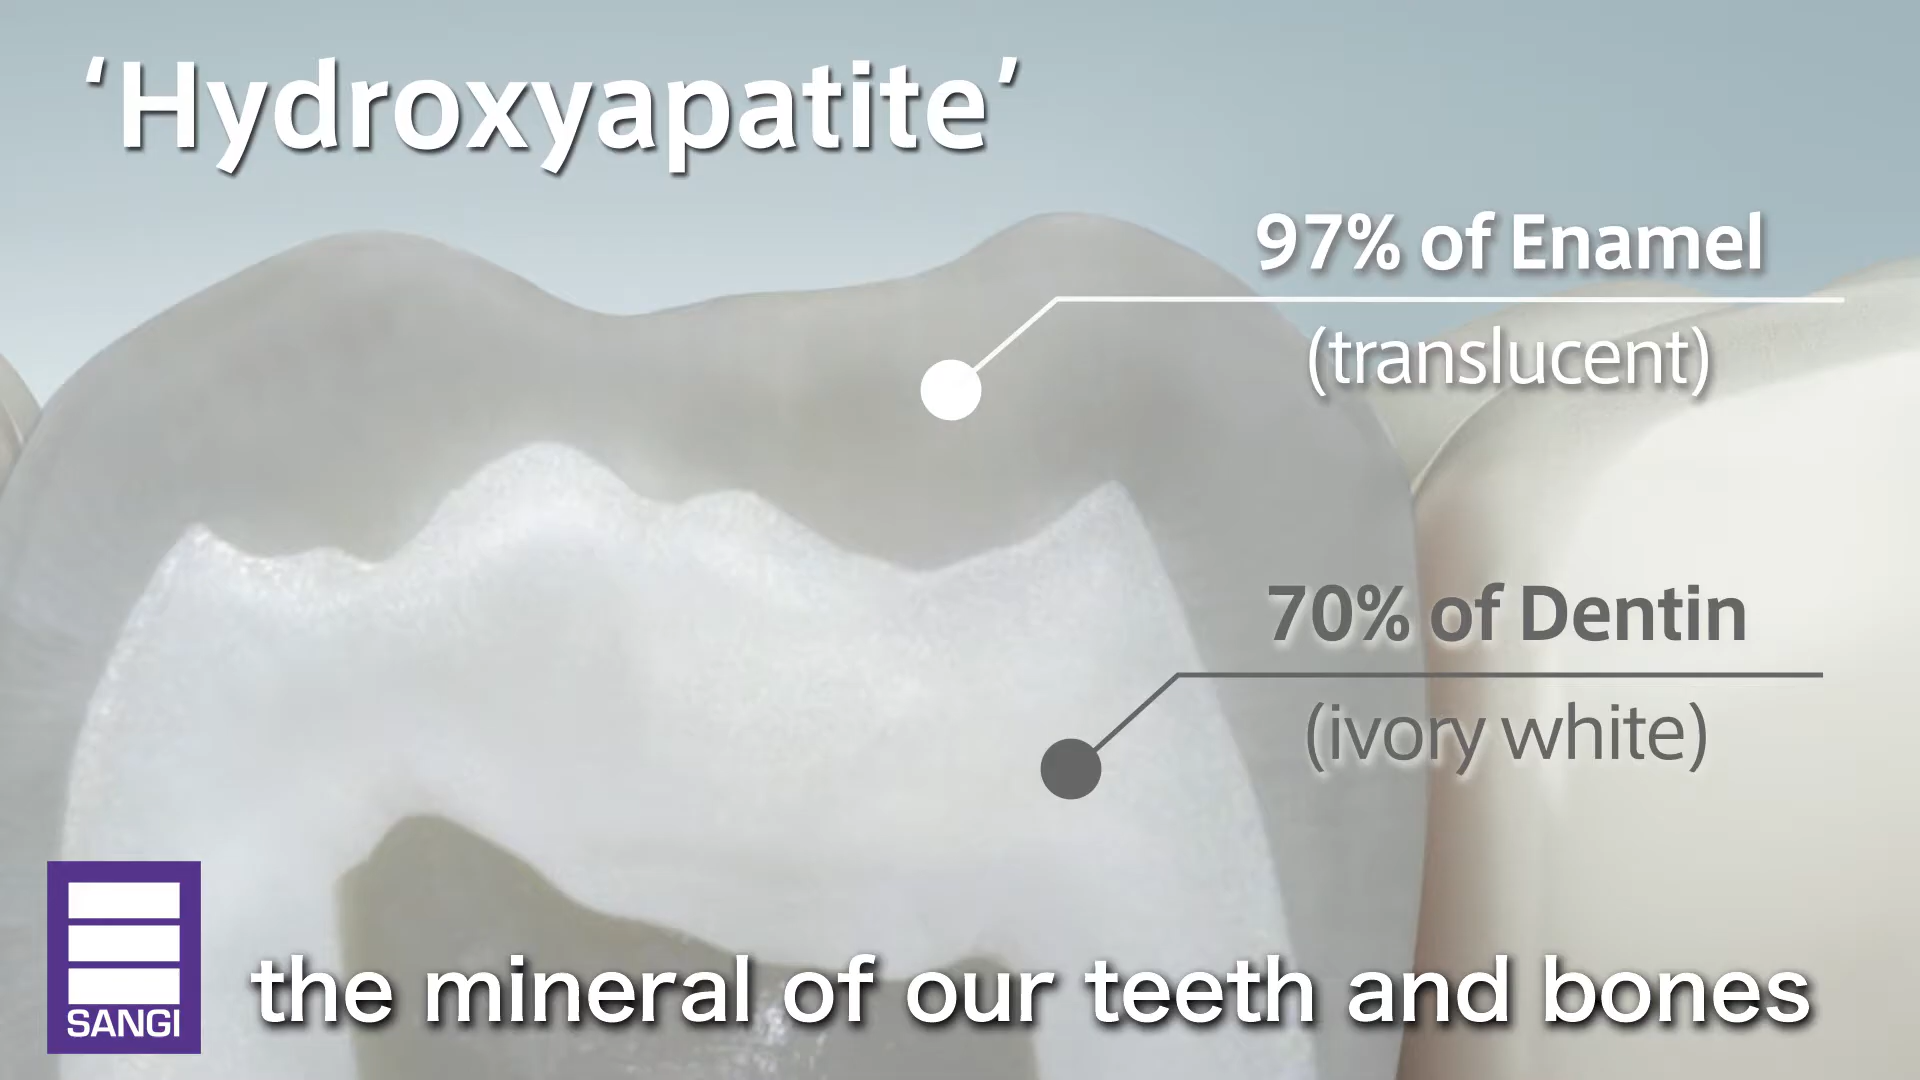 ‘Hydroxyapatite’
97% of Enamel
(translucent)
70% of Dentin
(ivory white)
SANGI
the mineral of our teeth and bones